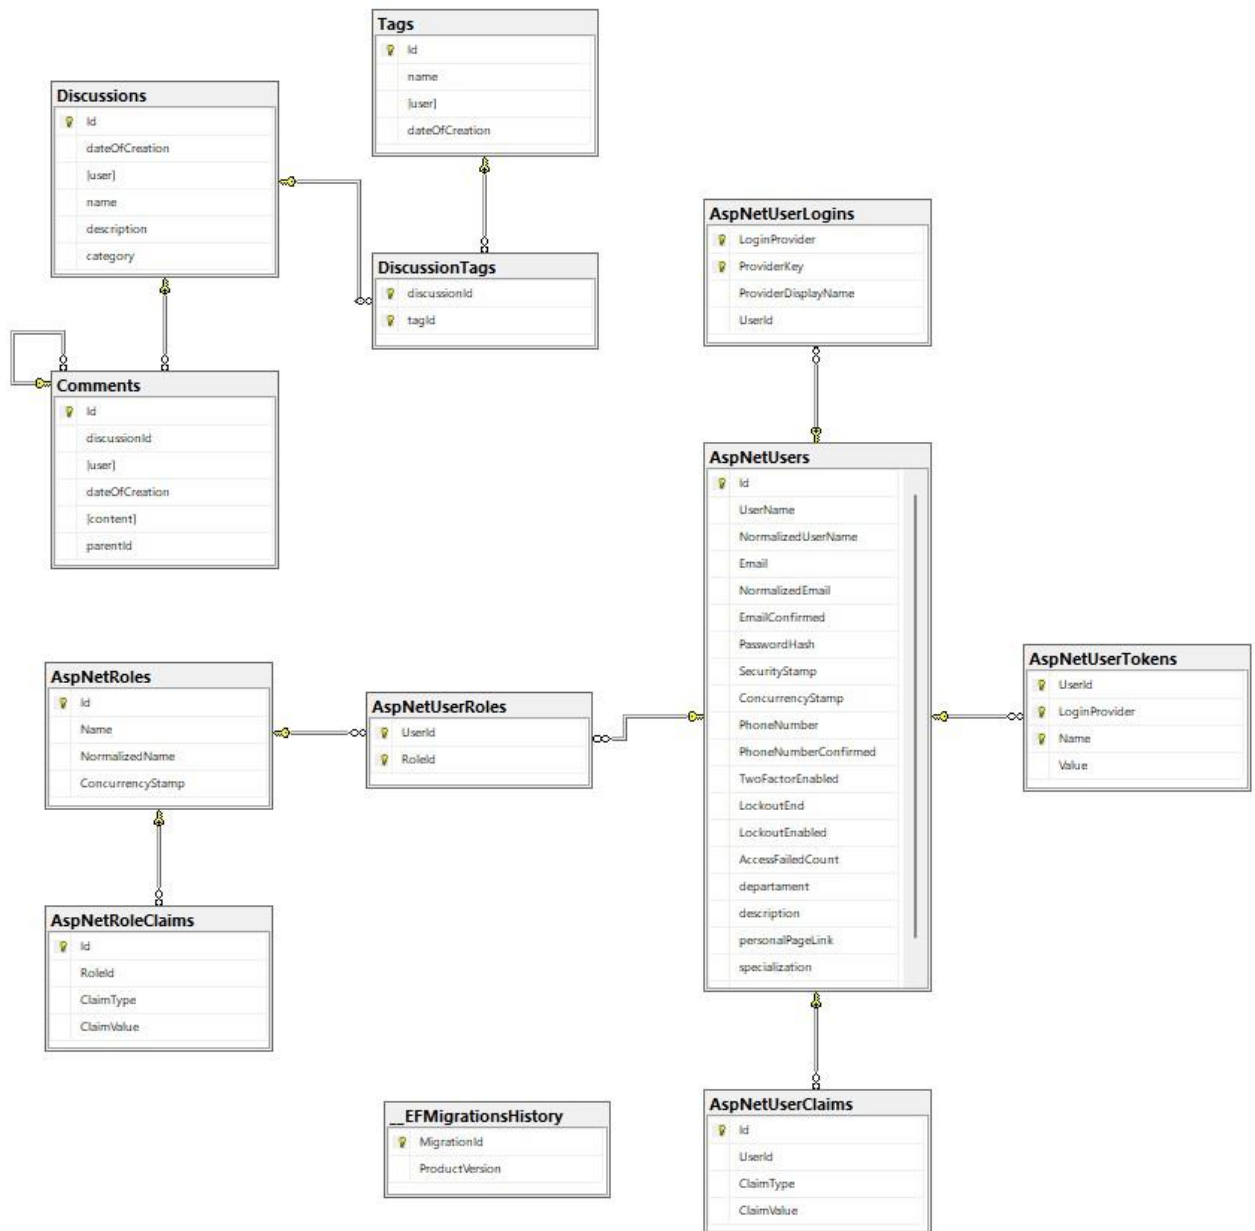 Tags
Id
name
[user]
dateOfCreation
Discussions
Id
dateOfCreation
[user]
name
description
category
DiscussionTags
discussionId
tagId
AspNetUserLogins
LoginProvider
ProviderKey
ProviderDisplayName
UserId
Comments
Id
discussionId
[user]
dateOfCreation
[content]
parentId
AspNetUsers
Id
UserName
NormalizedUserName
Email
NormalizedEmail
EmailConfirmed
PasswordHash
SecurityStamp
ConcurrencyStamp
PhoneNumber
PhoneNumberConfirmed
TwoFactorEnabled
LockoutEnd
LockoutEnabled
AccessFailedCount
departament
description
personalPageLink
specialization
AspNetUserTokens
UserId
LoginProvider
Name
Value
AspNetRoles
Id
Name
NormalizedName
ConcurrencyStamp
AspNetUserRoles
UserId
RoleId
AspNetRoleClaims
Id
RoleId
ClaimType
ClaimValue
__EFMigrationsHistory
MigrationId
ProductVersion
AspNetUserClaims
Id
UserId
ClaimType
ClaimValue